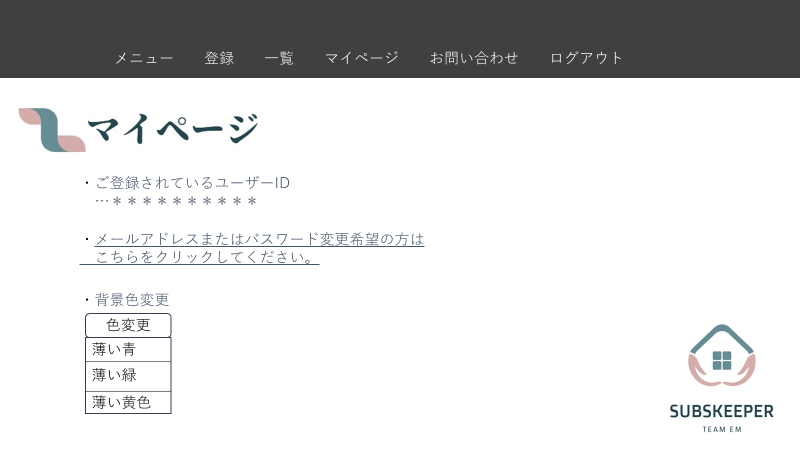 メニュー 登録 一覧 マイページ お問い合わせ ログアウト
マイページ
・ご登録されているユーザーID
…＊＊＊＊＊＊＊＊＊＊
・メールアドレスまたはパスワード変更希望の方は
こちらをクリックしてください。
・背景色変更
色変更
薄い青
薄い緑
薄い黄色
SUBSKEEPER
TEAM EM